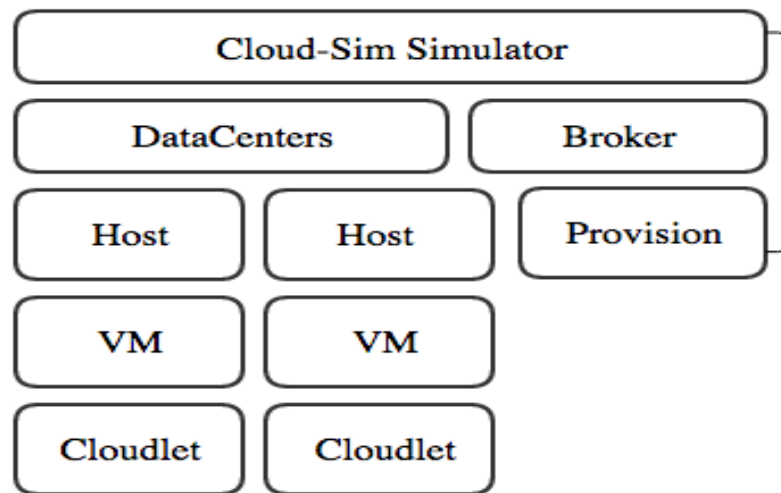 Cloud-Sim Simulator
DataCenters
Broker
Host
Host
Provision
VM
VM
Cloudlet
Cloudlet